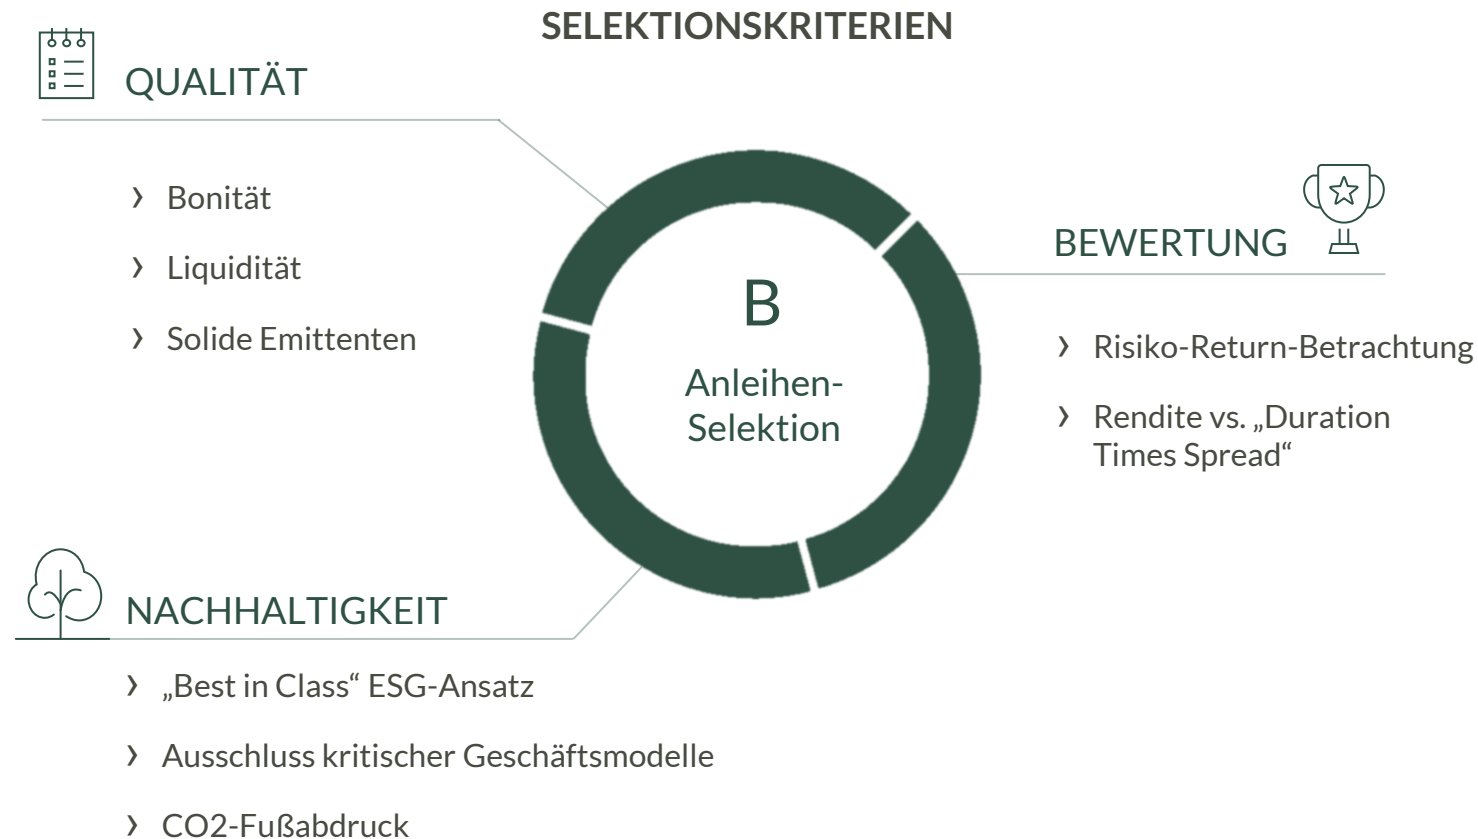 SELEKTIONSKRITERIEN
QUALITÄT
› Bonität
› Liquidität
› Solide Emittenten
B
Anleihen-
Selektion
BEWERTUNG
› Risiko-Return-Betrachtung
› Rendite vs. „Duration
Times Spread“
NACHHALTIGKEIT
› „Best in Class“ ESG-Ansatz
› Ausschluss kritischer Geschäftsmodelle
› CO2-Fußabdruck